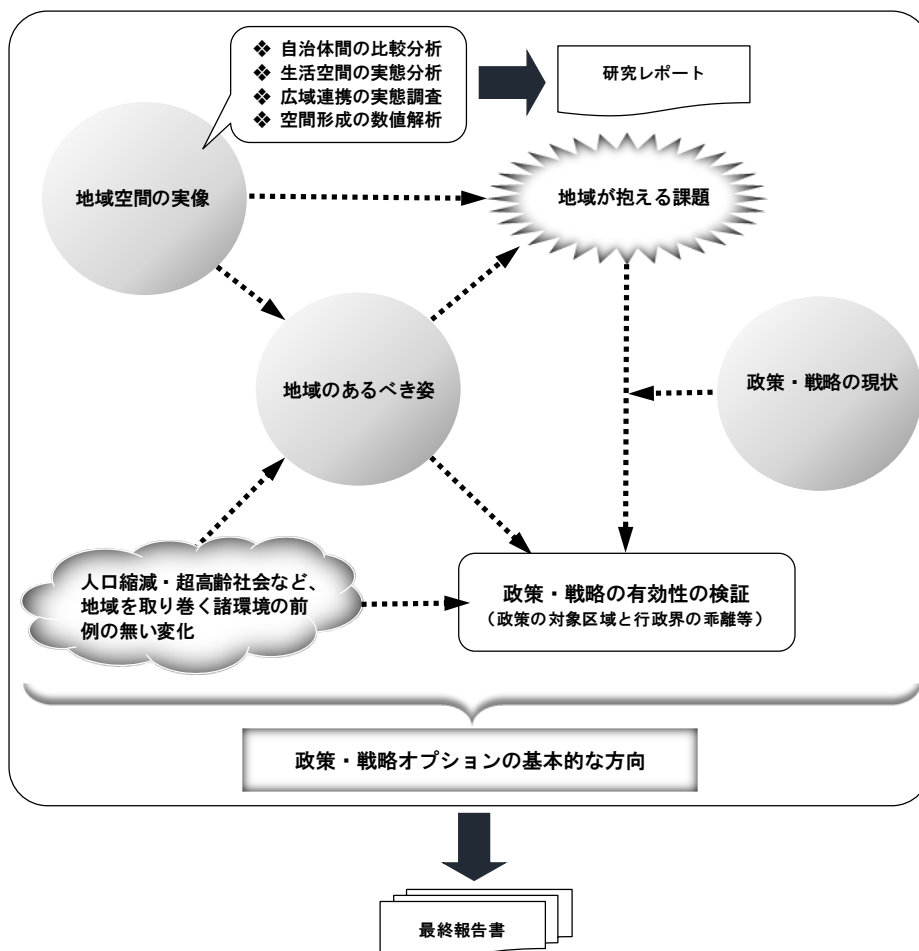 ❖ 自治体間の比較分析
❖ 生活空間の実態分析
❖ 広域連携の実態調査
❖ 空間形成の数値解析
研究レポート
地域空間の実像
地域が抱える課題
地域のあるべき姿
政策・戦略の現状
人口縮減・超高齢社会など、
地域を取り巻く諸環境の前
例の無い変化
政策・戦略の有効性の検証
（政策の対象区域と行政界の乖離等）
政策・戦略オプションの基本的な方向
最終報告書